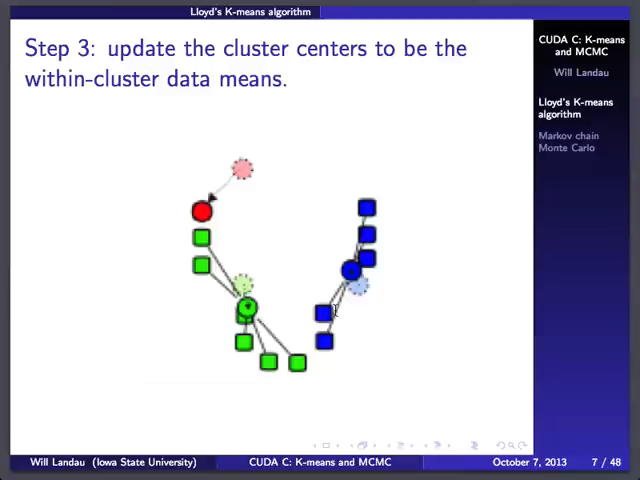 Lloyd's K-means algorithm
Step 3: update the cluster centers to be the
within-cluster data means.
CUDA C: K-means
and MCMC
Will Landau
Lloyd's K-means
algorithm
Markov chain
Monte Carlo
Will Landau (Iowa State University)
CUDA C: K-means and MCMC
October 7, 2013
7 / 48